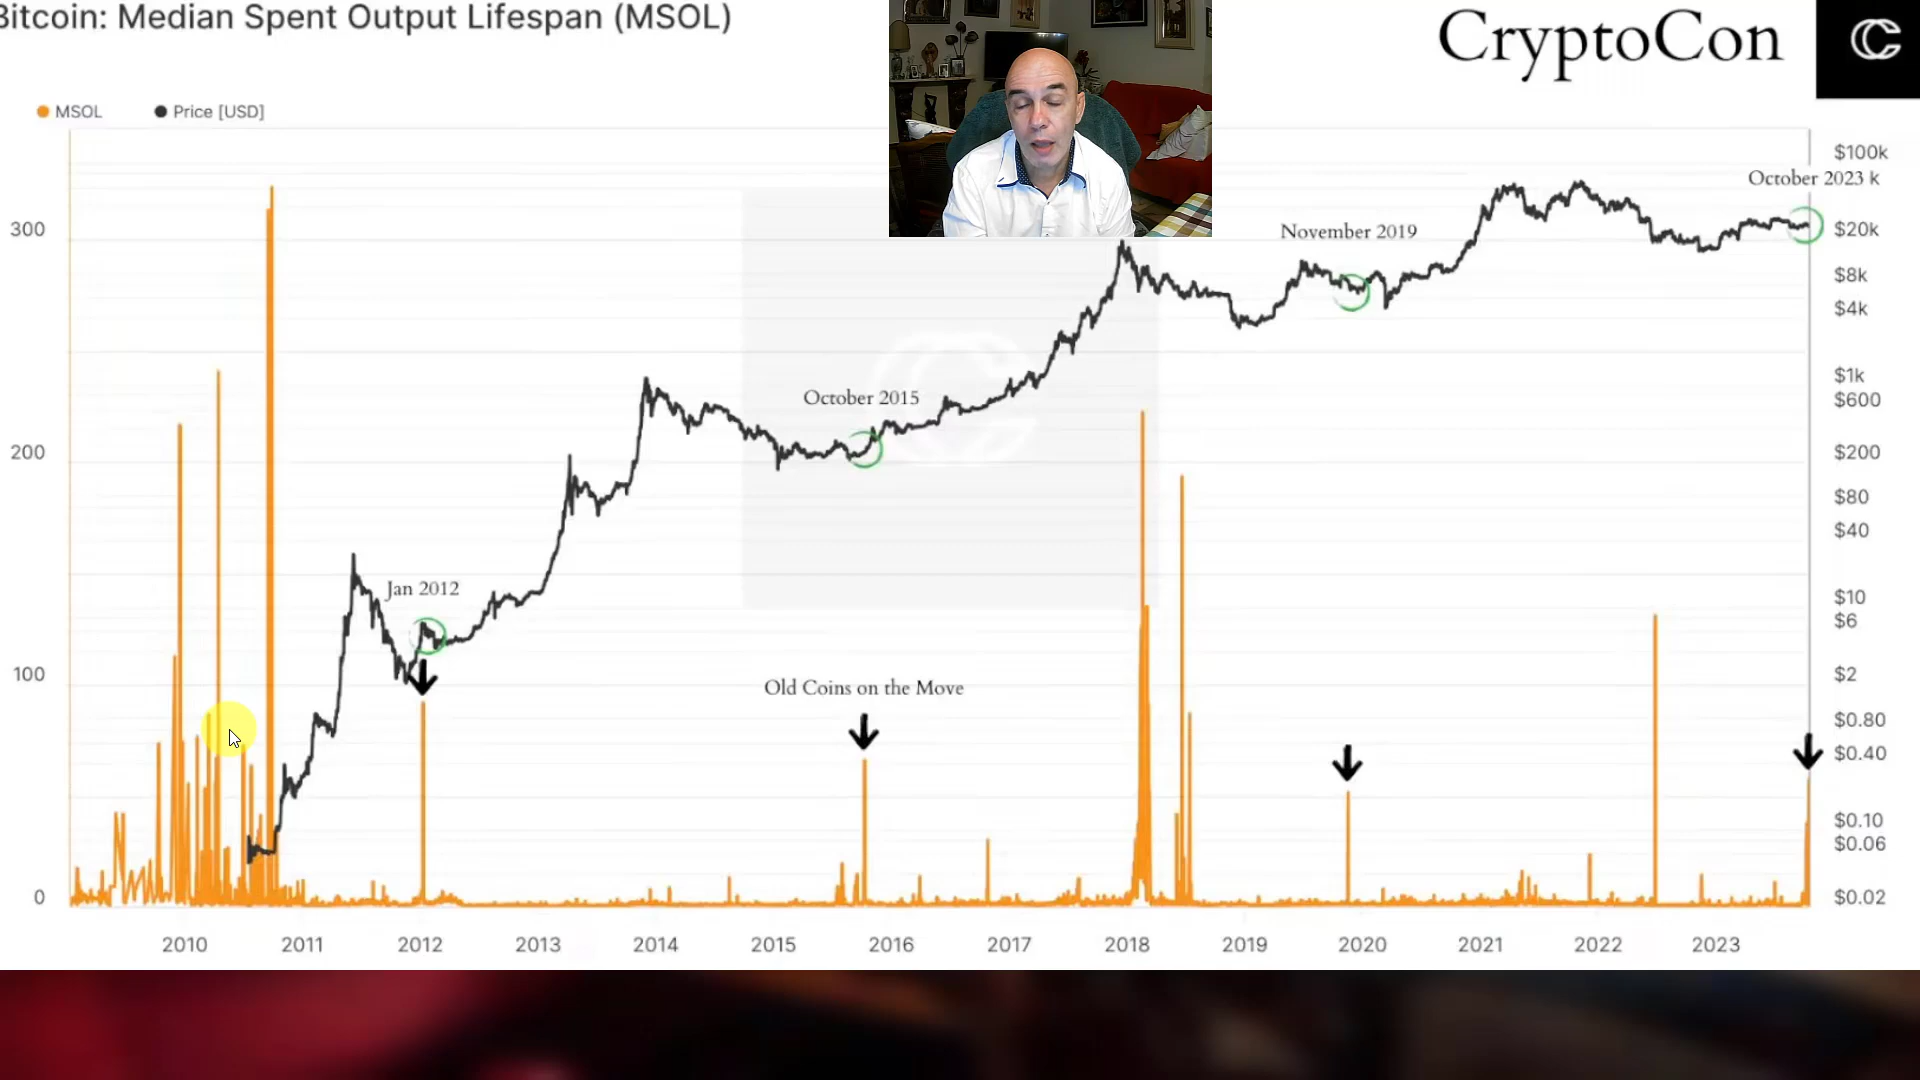 Bitcoin: Median Spent Output Lifespan (MSOL)
CryptoCon
MSOL
Price [USD]
$100k
October 2023 k
300
November 2019
$20k
$8k
$4k
$1k
October 2015
$600
200
$200
$80
$40
Jan 2012
$10
$6
100
Old Coins on the Move
$2
$0.80
$0.40
$0.10
$0.06
0
$0.02
2010 2011 2012 2013 2014 2015 2016 2017 2018 2019 2020 2021 2022 2023